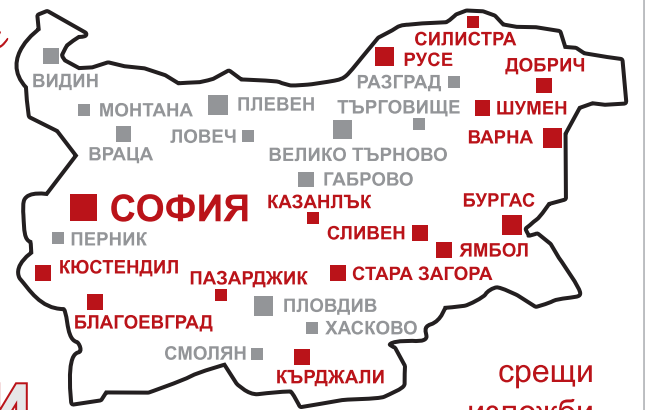 СИЛИСТРА
РУСЕ
ДОБРИЧ
ВИДИН
РАЗГРАД
МОНТАНА
ПЛЕВЕН
ТЪРГОВИЩЕ
ШУМЕН
ЛОВЕЧ
ВАРНА
ВРАЦА
ВЕЛИКО ТЪРНОВО
ГАБРОВО
СОФИЯ
КАЗАНЛЪК
БУРГАС
СЛИВЕН
ПЕРНИК
ЯМБОЛ
КЮСТЕНДИЛ
ПАЗАРДЖИК
СТАРА ЗАГОРА
ПЛОВДИВ
БЛАГОЕВГРАД
ХАСКОВО
СМОЛЯН
КЪРДЖАЛИ
срещи
изложби